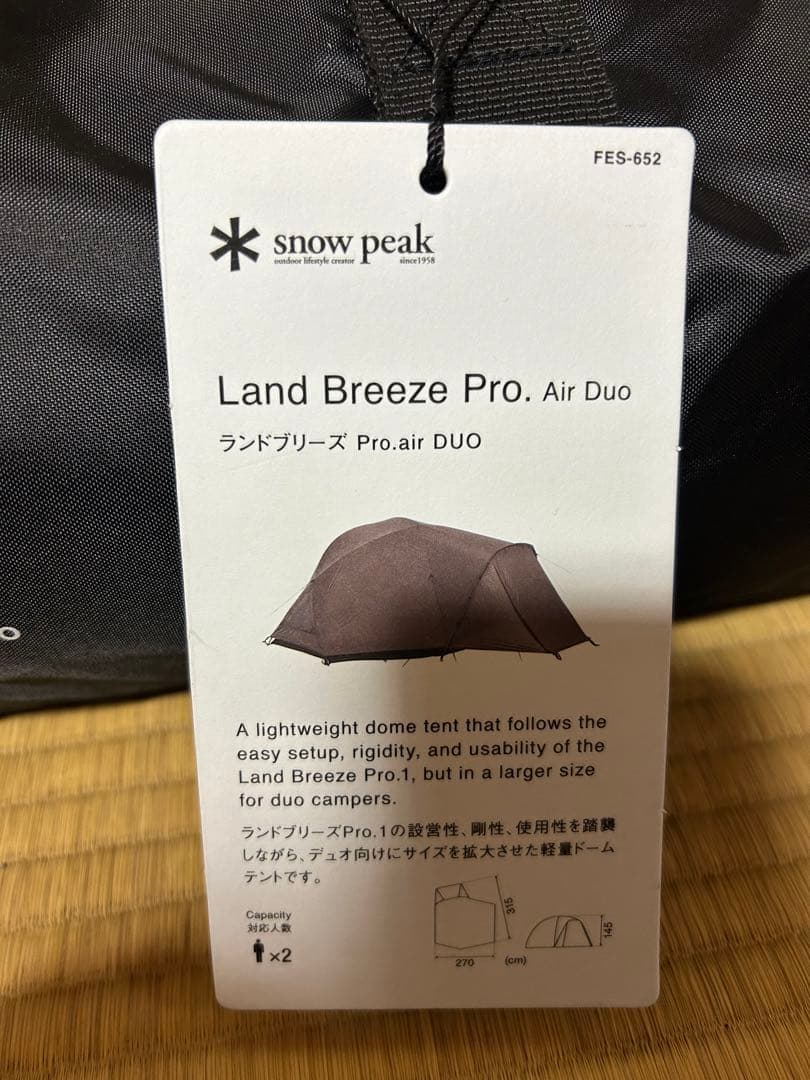 FES-652
snow peak
outdoor lifestyle creator since1958
Land Breeze Pro. Air Duo
ランドブリーズ Pro.air DUO
A lightweight dome tent that follows the
easy setup, rigidity, and usability of the
Land Breeze Pro.1, but in a larger size
for duo campers.
ランドブリーズPro.1の設営性、剛性、使用性を踏襲
しながら、デュオ向けにサイズを拡大させた軽量ドーム
テントです。
Capacity
対応人数
×2
315
270
(cm)
145